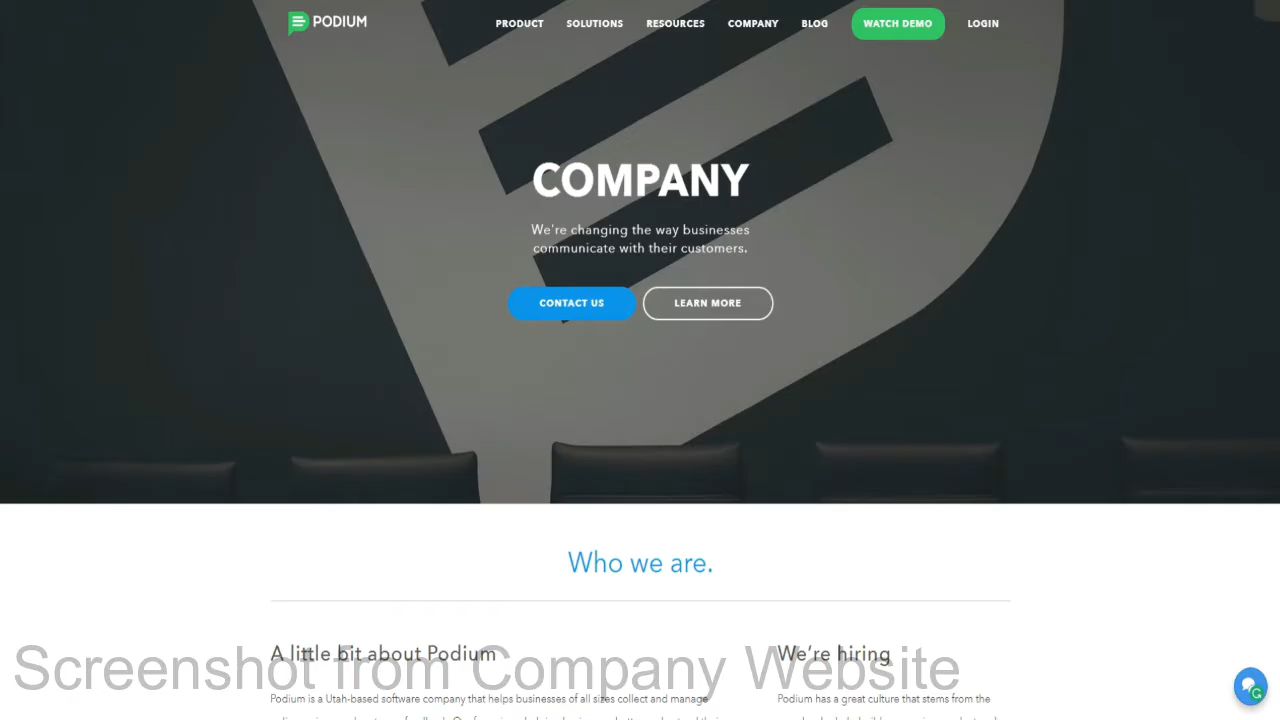 PODIUM
PRODUCT SOLUTIONS RESOURCES COMPANY BLOG WATCH DEMO LOGIN
COMPANY
We're changing the way businesses
communicate with their customers.
CONTACT US LEARN MORE
Who we are.
A little bit about Podium
We're hiring
Screenshot from Company Website
Podium is a Utah-based software company that helps businesses of all sizes collect and manage
Podium has a great culture that stems from the